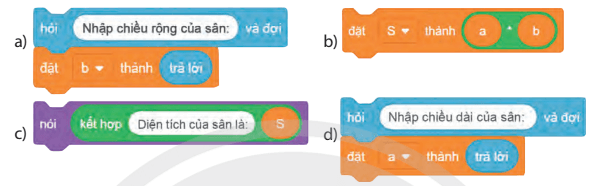 a) hỏi Nhập chiều rộng của sân: và đợi
đặt b thành trả lời
b) đặt S thành a * b
c) nói kết hợp Diện tích của sân là: S
d) hỏi Nhập chiều dài của sân: và đợi
đặt a thành trả lời